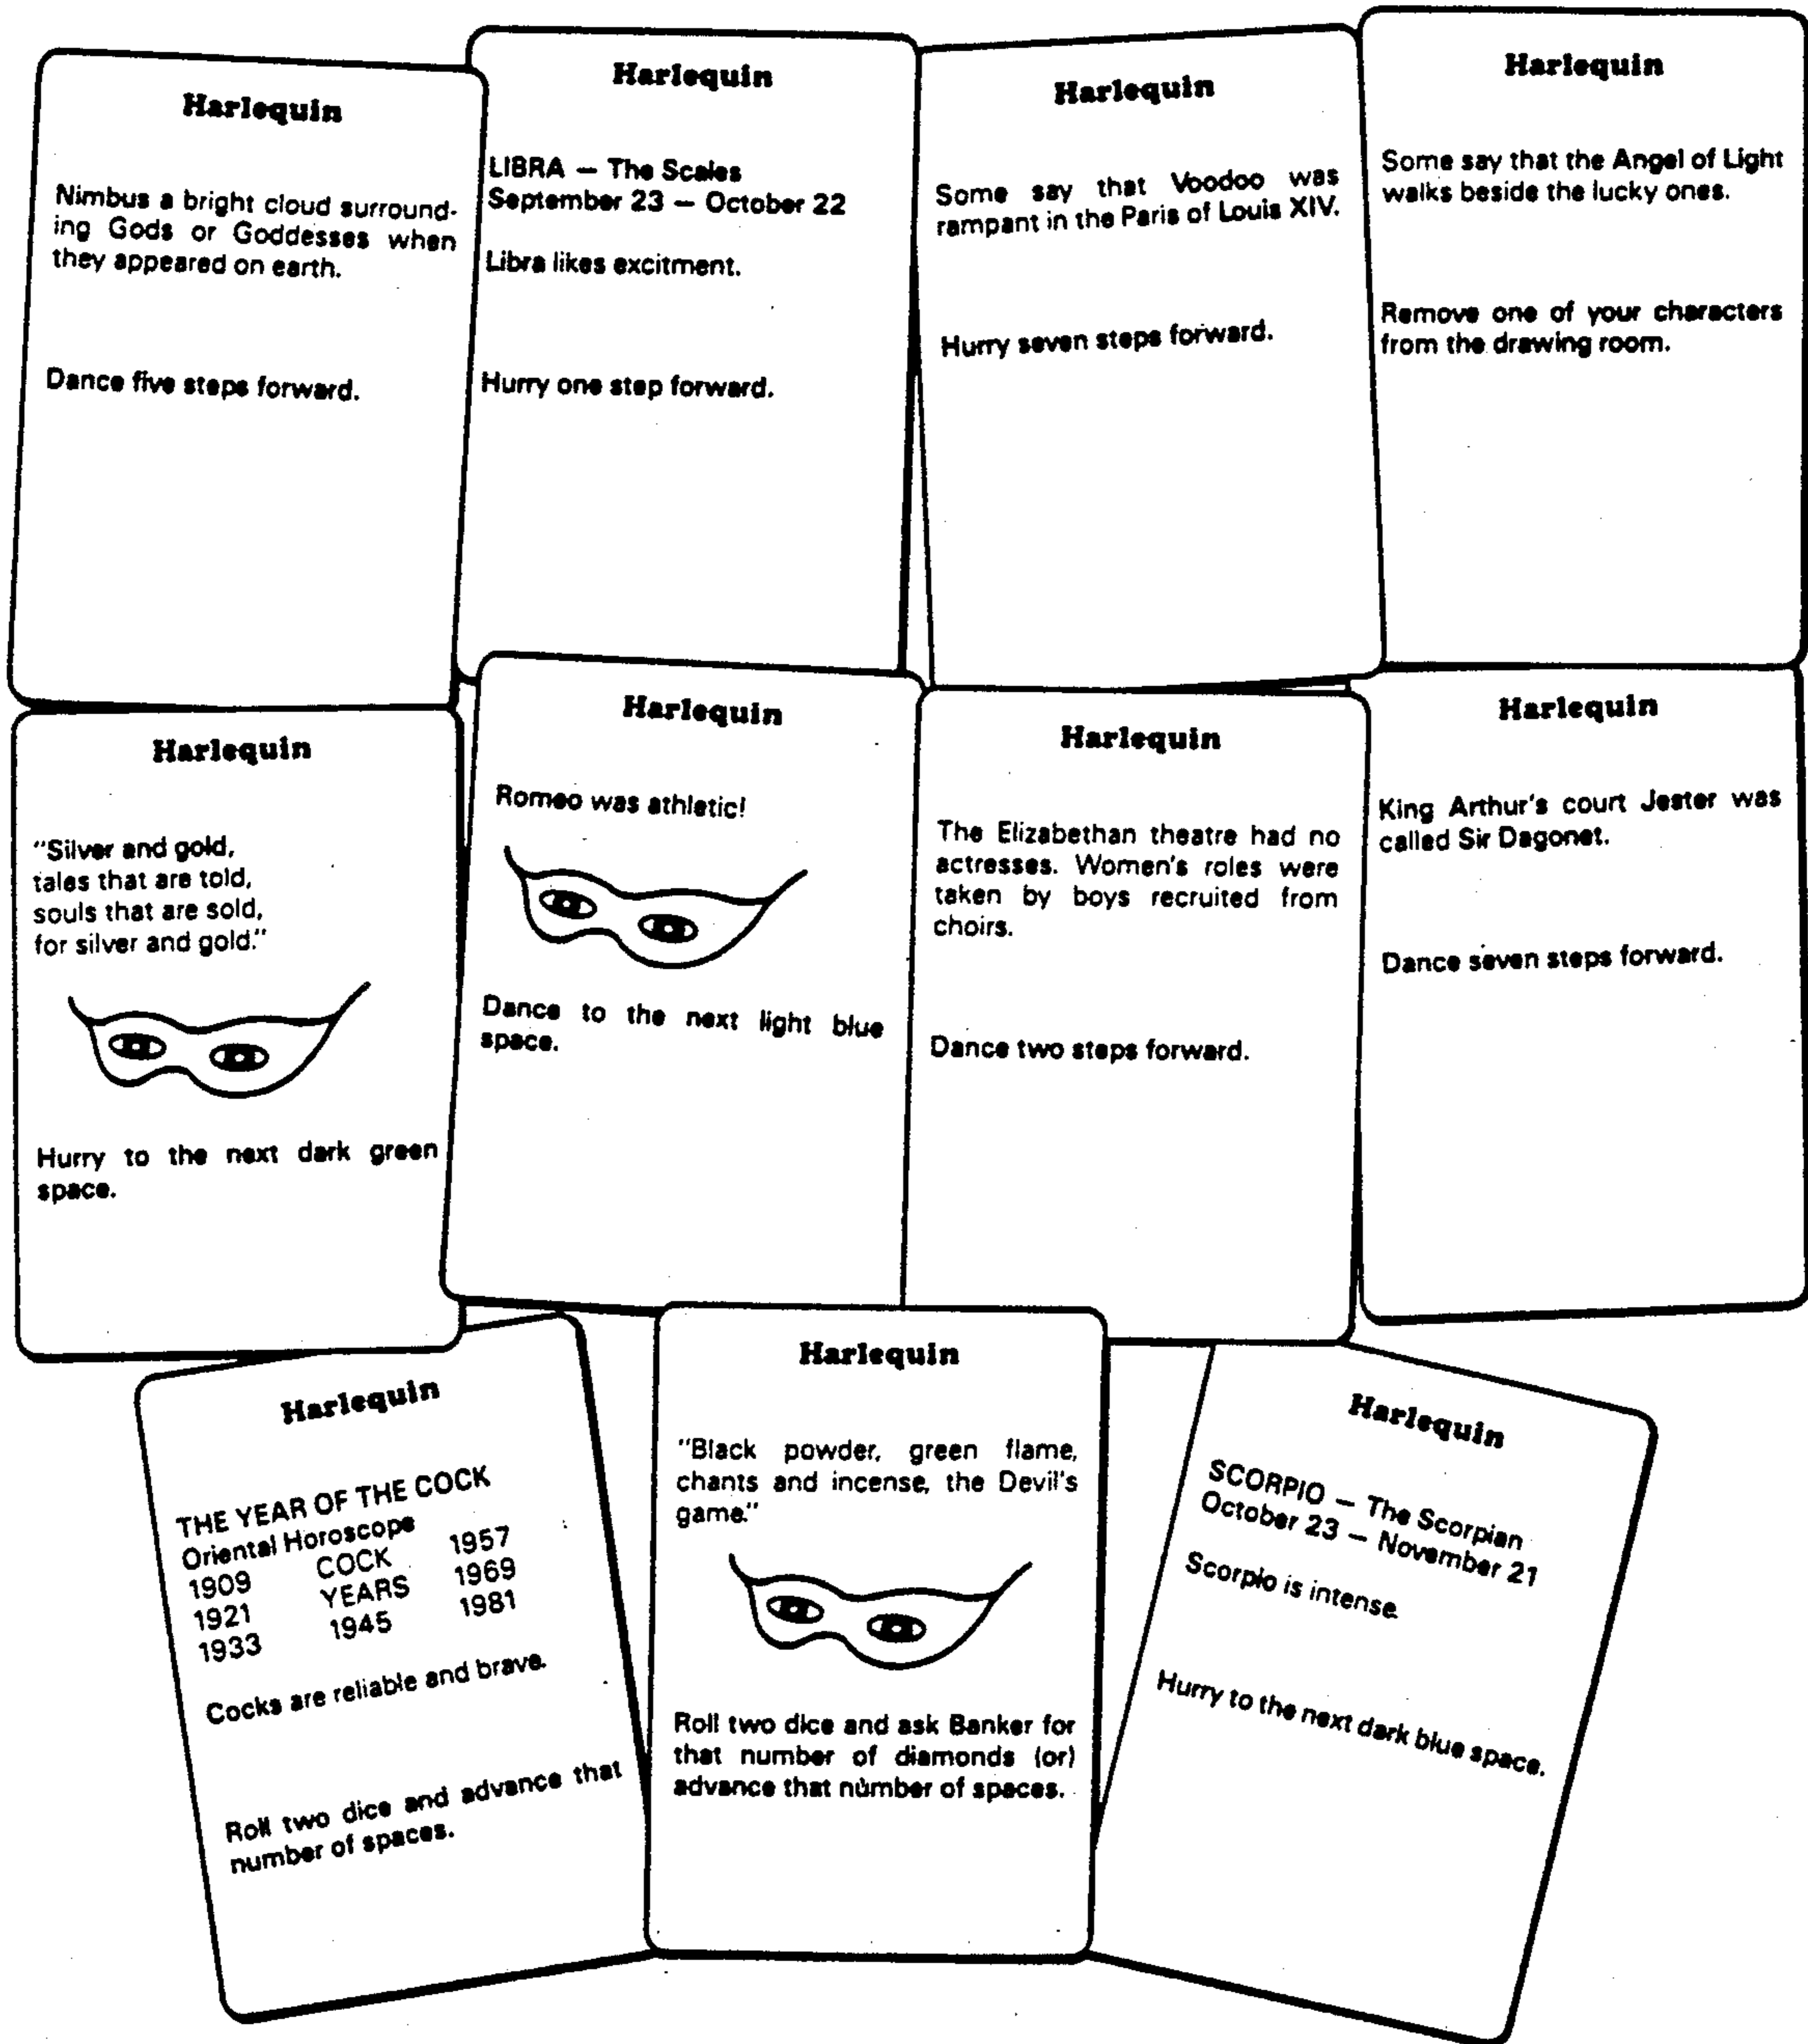 Harlequin
Nimbus a bright cloud surround-
ing Gods or Goddesses when
they appeared on earth.
Dance five steps forward.
Harlequin
LIBRA — The Scales
September 23 — October 22
Libra likes excitment.
Hurry one step forward.
Harlequin
Some say that Voodoo was
rampant in the Paris of Louis XIV.
Hurry seven steps forward.
Harlequin
Some say that the Angel of Light
walks beside the lucky ones.
Remove one of your characters
from the drawing room.
Harlequin
"Silver and gold,
tales that are told,
souls that are sold,
for silver and gold."
Hurry to the next dark green
space.
Harlequin
Romeo was athletic!
Dance to the next light blue
space.
Harlequin
The Elizabethan theatre had no
actresses. Women's roles were
taken by boys recruited from
choirs.
Dance two steps forward.
Harlequin
King Arthur's court Jester was
called Sir Dagonet.
Dance seven steps forward.
Harlequin
THE YEAR OF THE COCK
Oriental Horoscope
1909 COCK 1957
1921 YEARS 1969
1933 1945 1981
Cocks are reliable and brave.
Roll two dice and advance that
number of spaces.
Harlequin
"Black powder, green flame,
chants and incense, the Devil's
game."
Roll two dice and ask Banker for
that number of diamonds (or)
advance that number of spaces.
Harlequin
SCORPIO — The Scorpian
October 23 — November 21
Scorpio is intense.
Hurry to the next dark blue space.